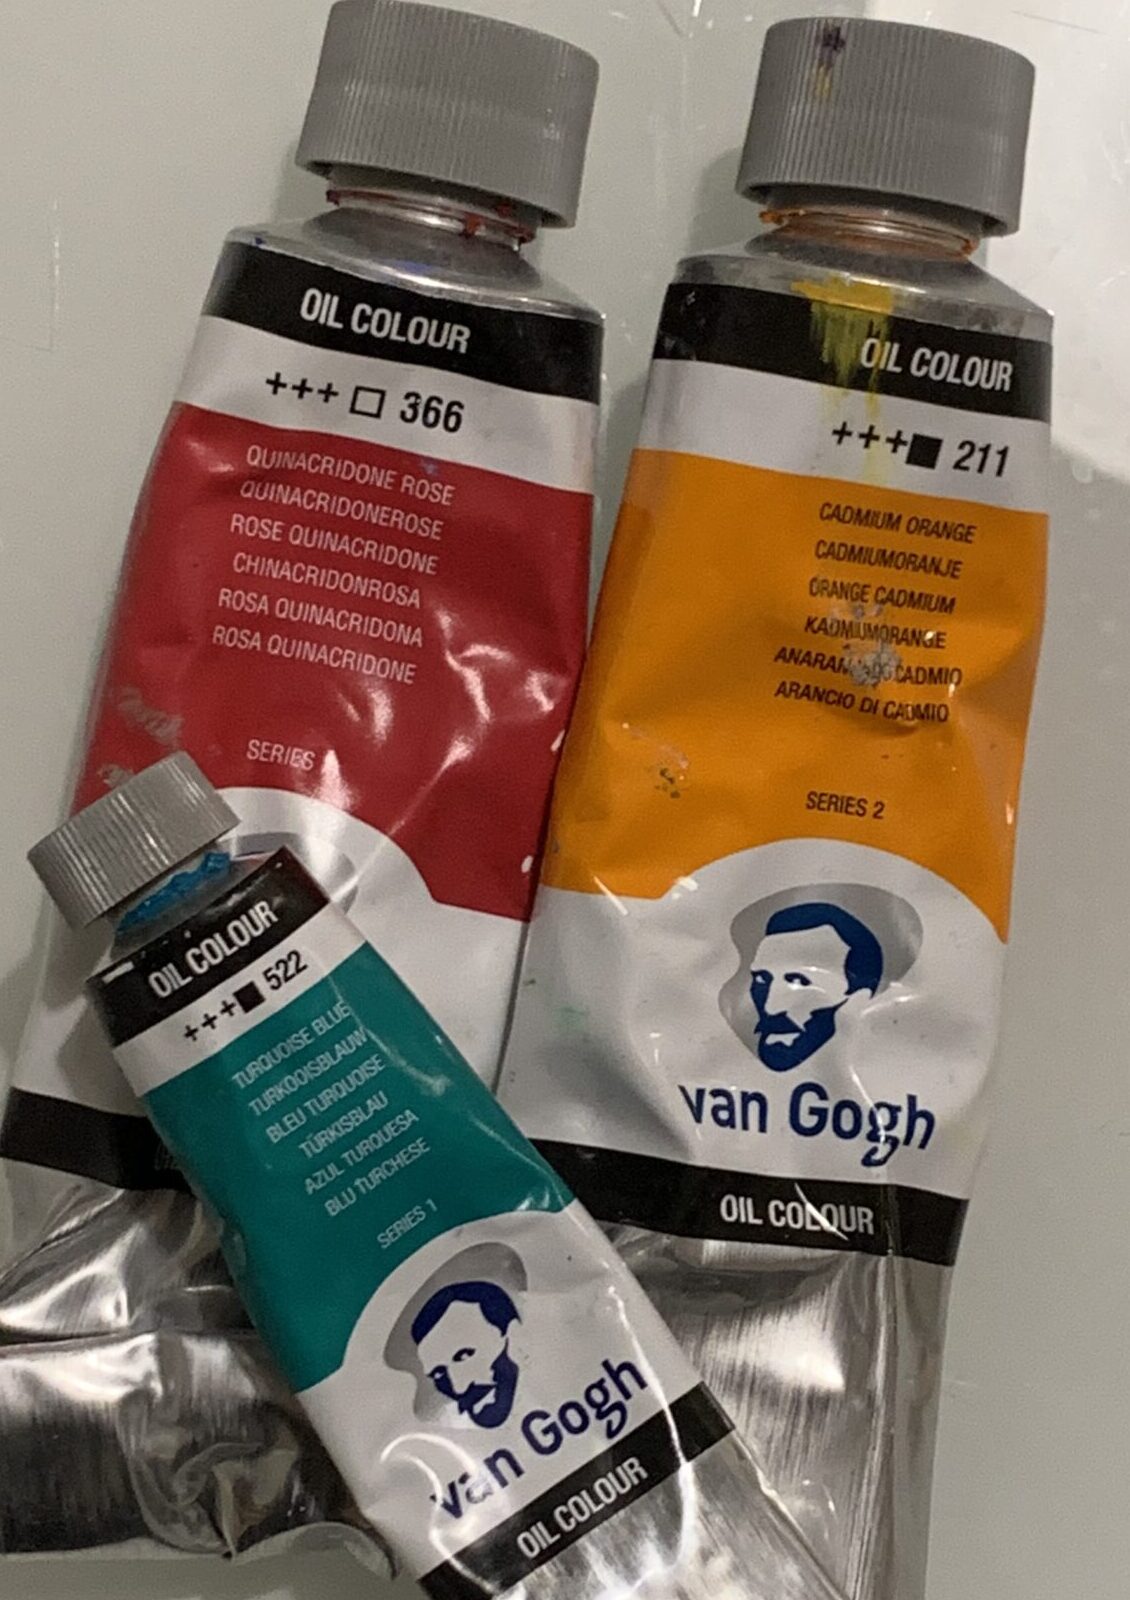 OIL COLOUR
+++□ 366
QUINACRIDONE ROSE
QUINACRIDONEROSE
ROSE QUINACRIDONE
CHINACRIDONROSA
ROSA QUINACRIDONA
ROSA QUINACRIDONE
SERIES
OIL COLOUR
+++■ 211
CADMIUM ORANGE
CADMIUMORANJE
ORANGE CADMIUM
KADMIUMORANGE
CADMIO
ARANCIO DI CADMIO
SERIES 2
van Gogh
OIL COLOUR
OIL COLOUR
+++■ 522
TURQUOISE BLUE
TURKOOISBLAUW
BLEU TURQUOISE
TÜRKISBLAU
AZUL TURQUESA
BLU TURCHESE
SERIES 1
van Gogh
OIL COLOUR